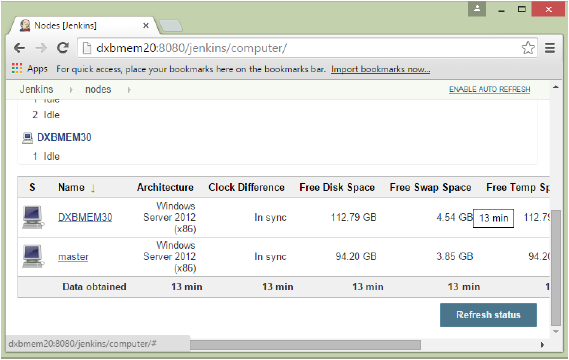 Nodes [Jenkins]
dxbmem20:8080/jenkins/computer/
Apps For quick access, place your bookmarks here on the bookmarks bar. Import bookmarks now...
Jenkins nodes ENABLE AUTO REFRESH
1 Idle
2 Idle
DXBMEM30
1 Idle
S Name ↓ Architecture Clock Difference Free Disk Space Free Swap Space Free Temp Sp
DXBMEM30 Windows Server 2012 (x86) In sync 112.79 GB 4.54 GB 13 min 112.79
master Windows Server 2012 (x86) In sync 94.20 GB 3.85 GB 94.20
Data obtained 13 min 13 min 13 min 13 min 1
Refresh status
dxbmem20:8080/jenkins/computer/#